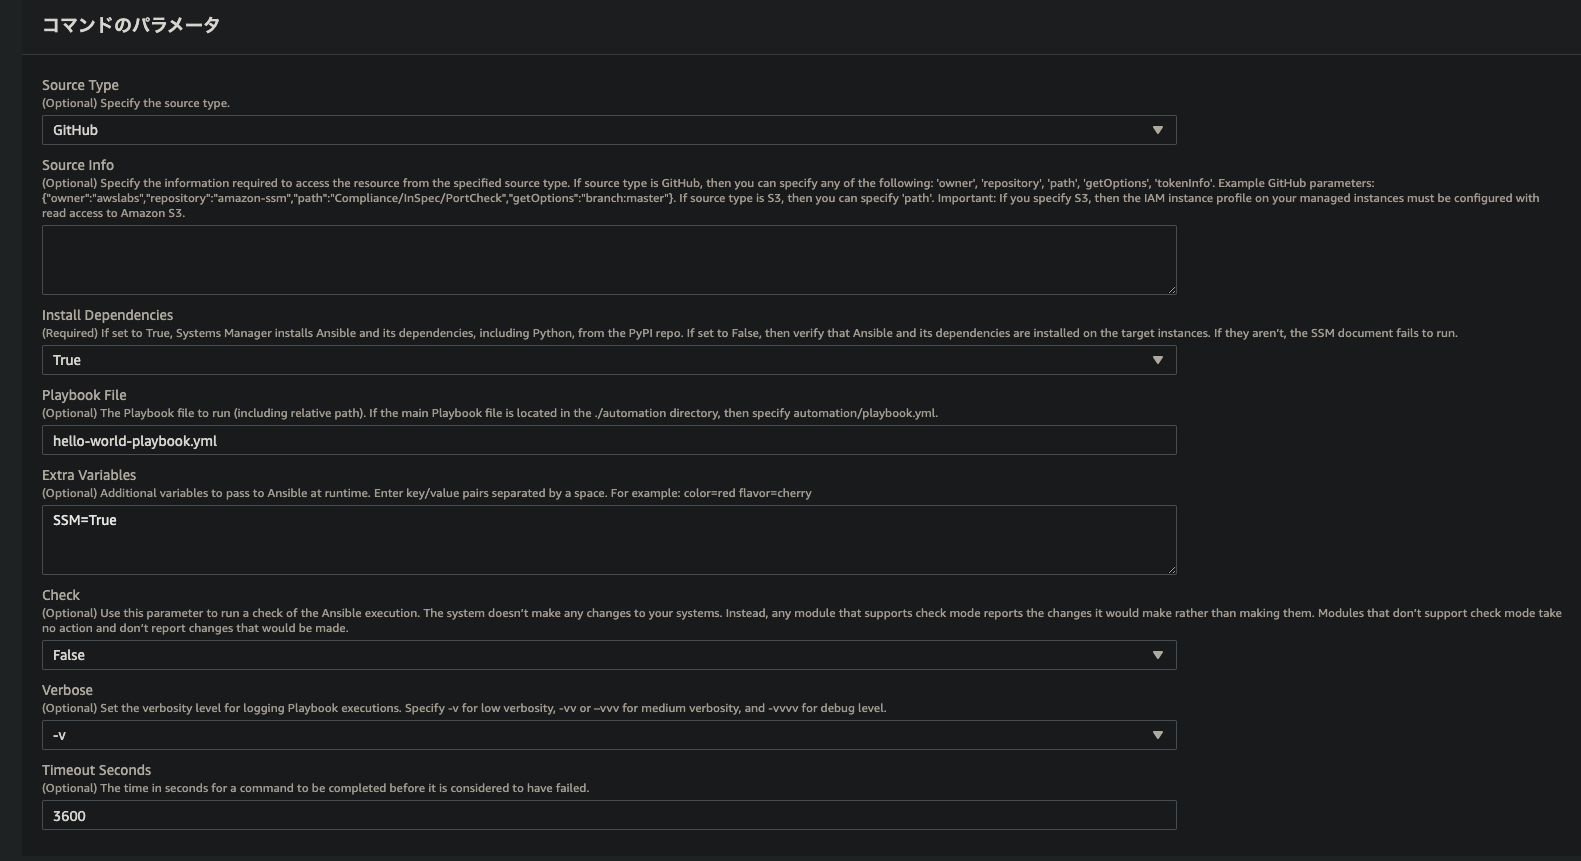 コマンドのパラメータ
Source Type
(Optional) Specify the source type.
GitHub
Source Info
(Optional) Specify the information required to access the resource from the specified source type. If source type is GitHub, then you can specify any of the following: 'owner', 'repository', 'path', 'getOptions', 'tokenInfo'. Example GitHub parameters:
{"owner":"awslabs","repository":"amazon-ssm","path":"Compliance/InSpec/PortCheck","getOptions":"branch:master"}. If source type is S3, then you can specify 'path'. Important: If you specify S3, then the IAM instance profile on your managed instances must be configured with
read access to Amazon S3.
Install Dependencies
(Required) If set to True, Systems Manager installs Ansible and its dependencies, including Python, from the PyPI repo. If set to False, then verify that Ansible and its dependencies are installed on the target instances. If they aren’t, the SSM document fails to run.
True
Playbook File
(Optional) The Playbook file to run (including relative path). If the main Playbook file is located in the ./automation directory, then specify automation/playbook.yml.
hello-world-playbook.yml
Extra Variables
(Optional) Additional variables to pass to Ansible at runtime. Enter key/value pairs separated by a space. For example: color=red flavor=cherry
SSM=True
Check
(Optional) Use this parameter to run a check of the Ansible execution. The system doesn’t make any changes to your systems. Instead, any module that supports check mode reports the changes it would make rather than making them. Modules that don’t support check mode take
no action and don’t report changes that would be made.
False
Verbose
(Optional) Set the verbosity level for logging Playbook executions. Specify -v for low verbosity, -vv or –vvv for medium verbosity, and -vvvv for debug level.
-v
Timeout Seconds
(Optional) The time in seconds for a command to be completed before it is considered to have failed.
3600